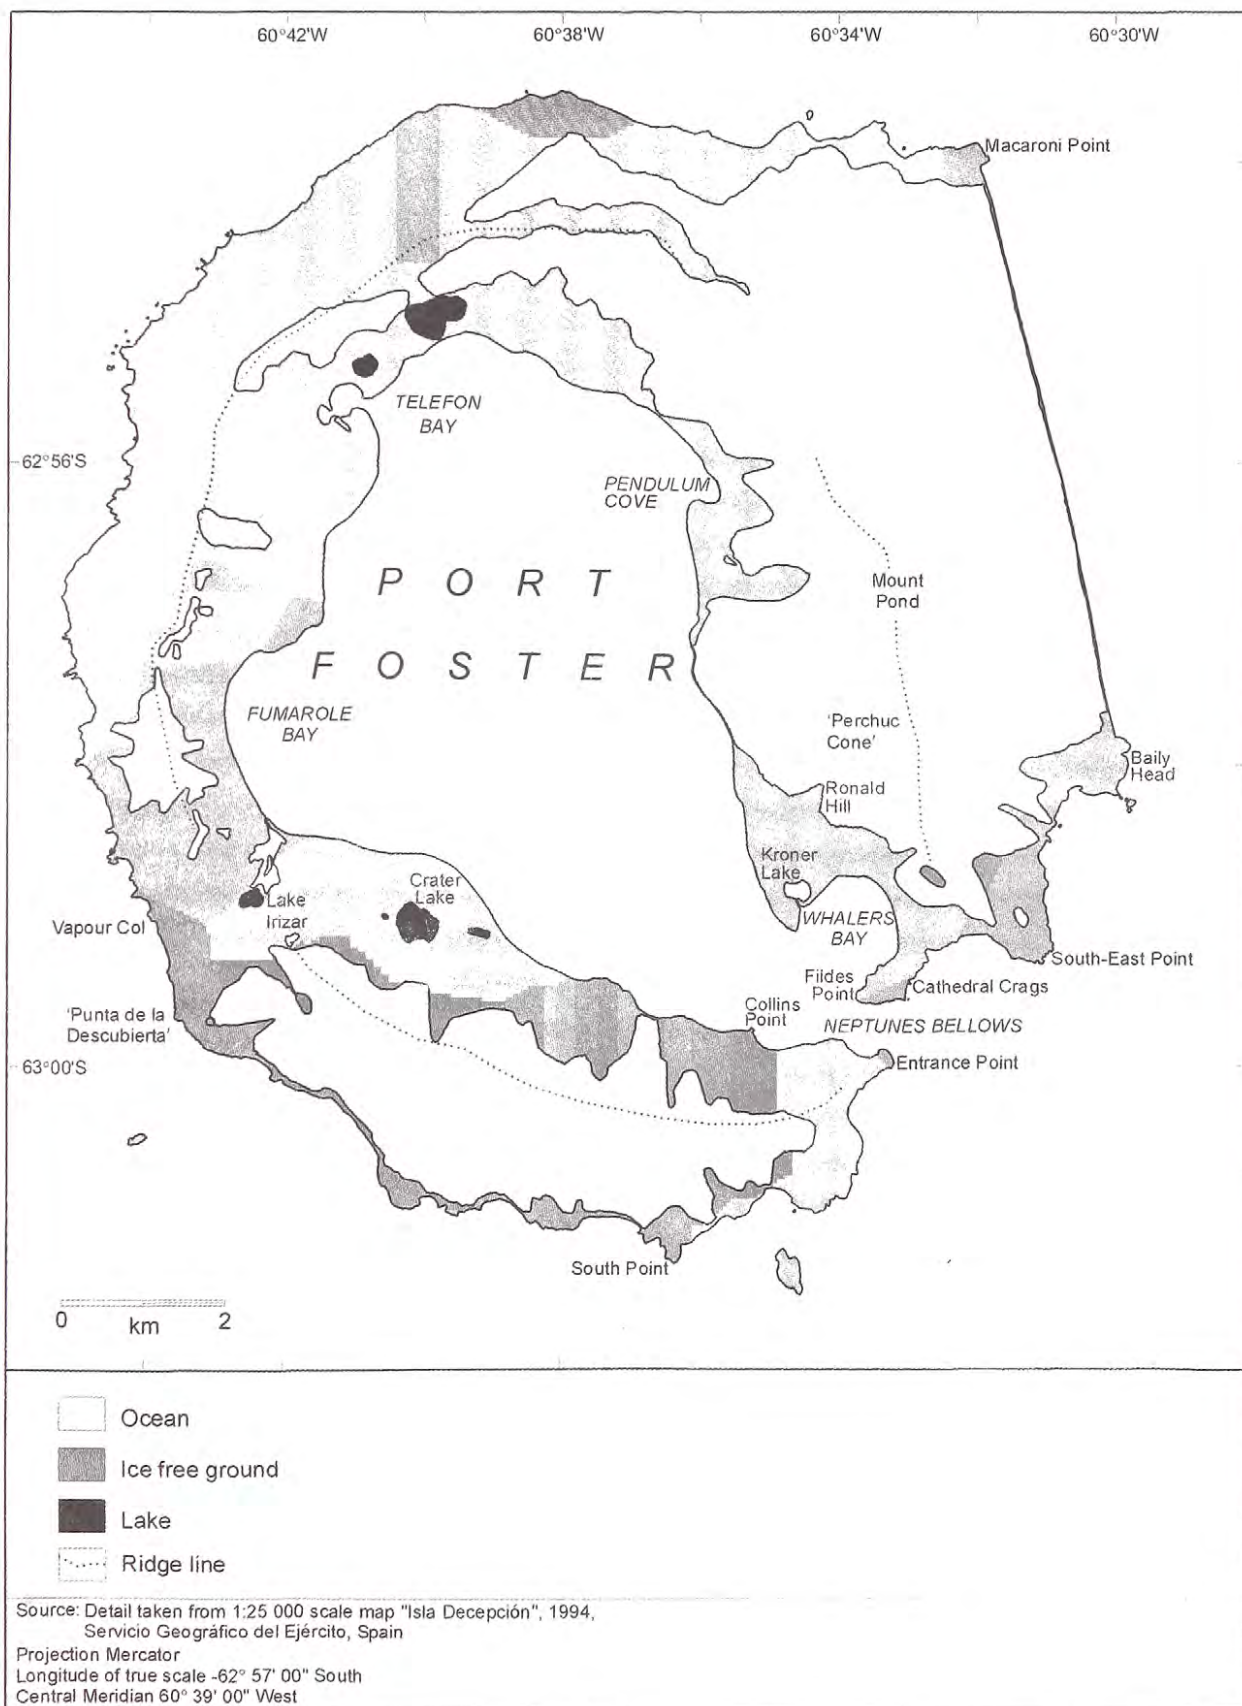 60°42'W
60°38'W
60°34'W
60°30'W
Macaroni Point
TELEFON
BAY
62°56'S
PENDULUM
COVE
PORT
Mount
Pond
FOSTER
FUMAROLE
BAY
'Perchuc
Cone'
Baily
Head
Ronald
Hill
Kroner
Lake
Crater
Lake
Lake
Irizar
Vapour Col
WHALERS
BAY
South-East Point
Fildes
Point
Cathedral Crags
Collins
Point
'Punta de la
Descubierta'
NEPTUNES BELLOWS
63°00'S
Entrance Point
South Point
0
km
2
Ocean
Ice free ground
Lake
Ridge line
Source: Detail taken from 1:25 000 scale map "Isla Decepción", 1994,
Servicio Geográfico del Ejército, Spain
Projection Mercator
Longitude of true scale -62° 57' 00" South
Central Meridian 60° 39' 00" West